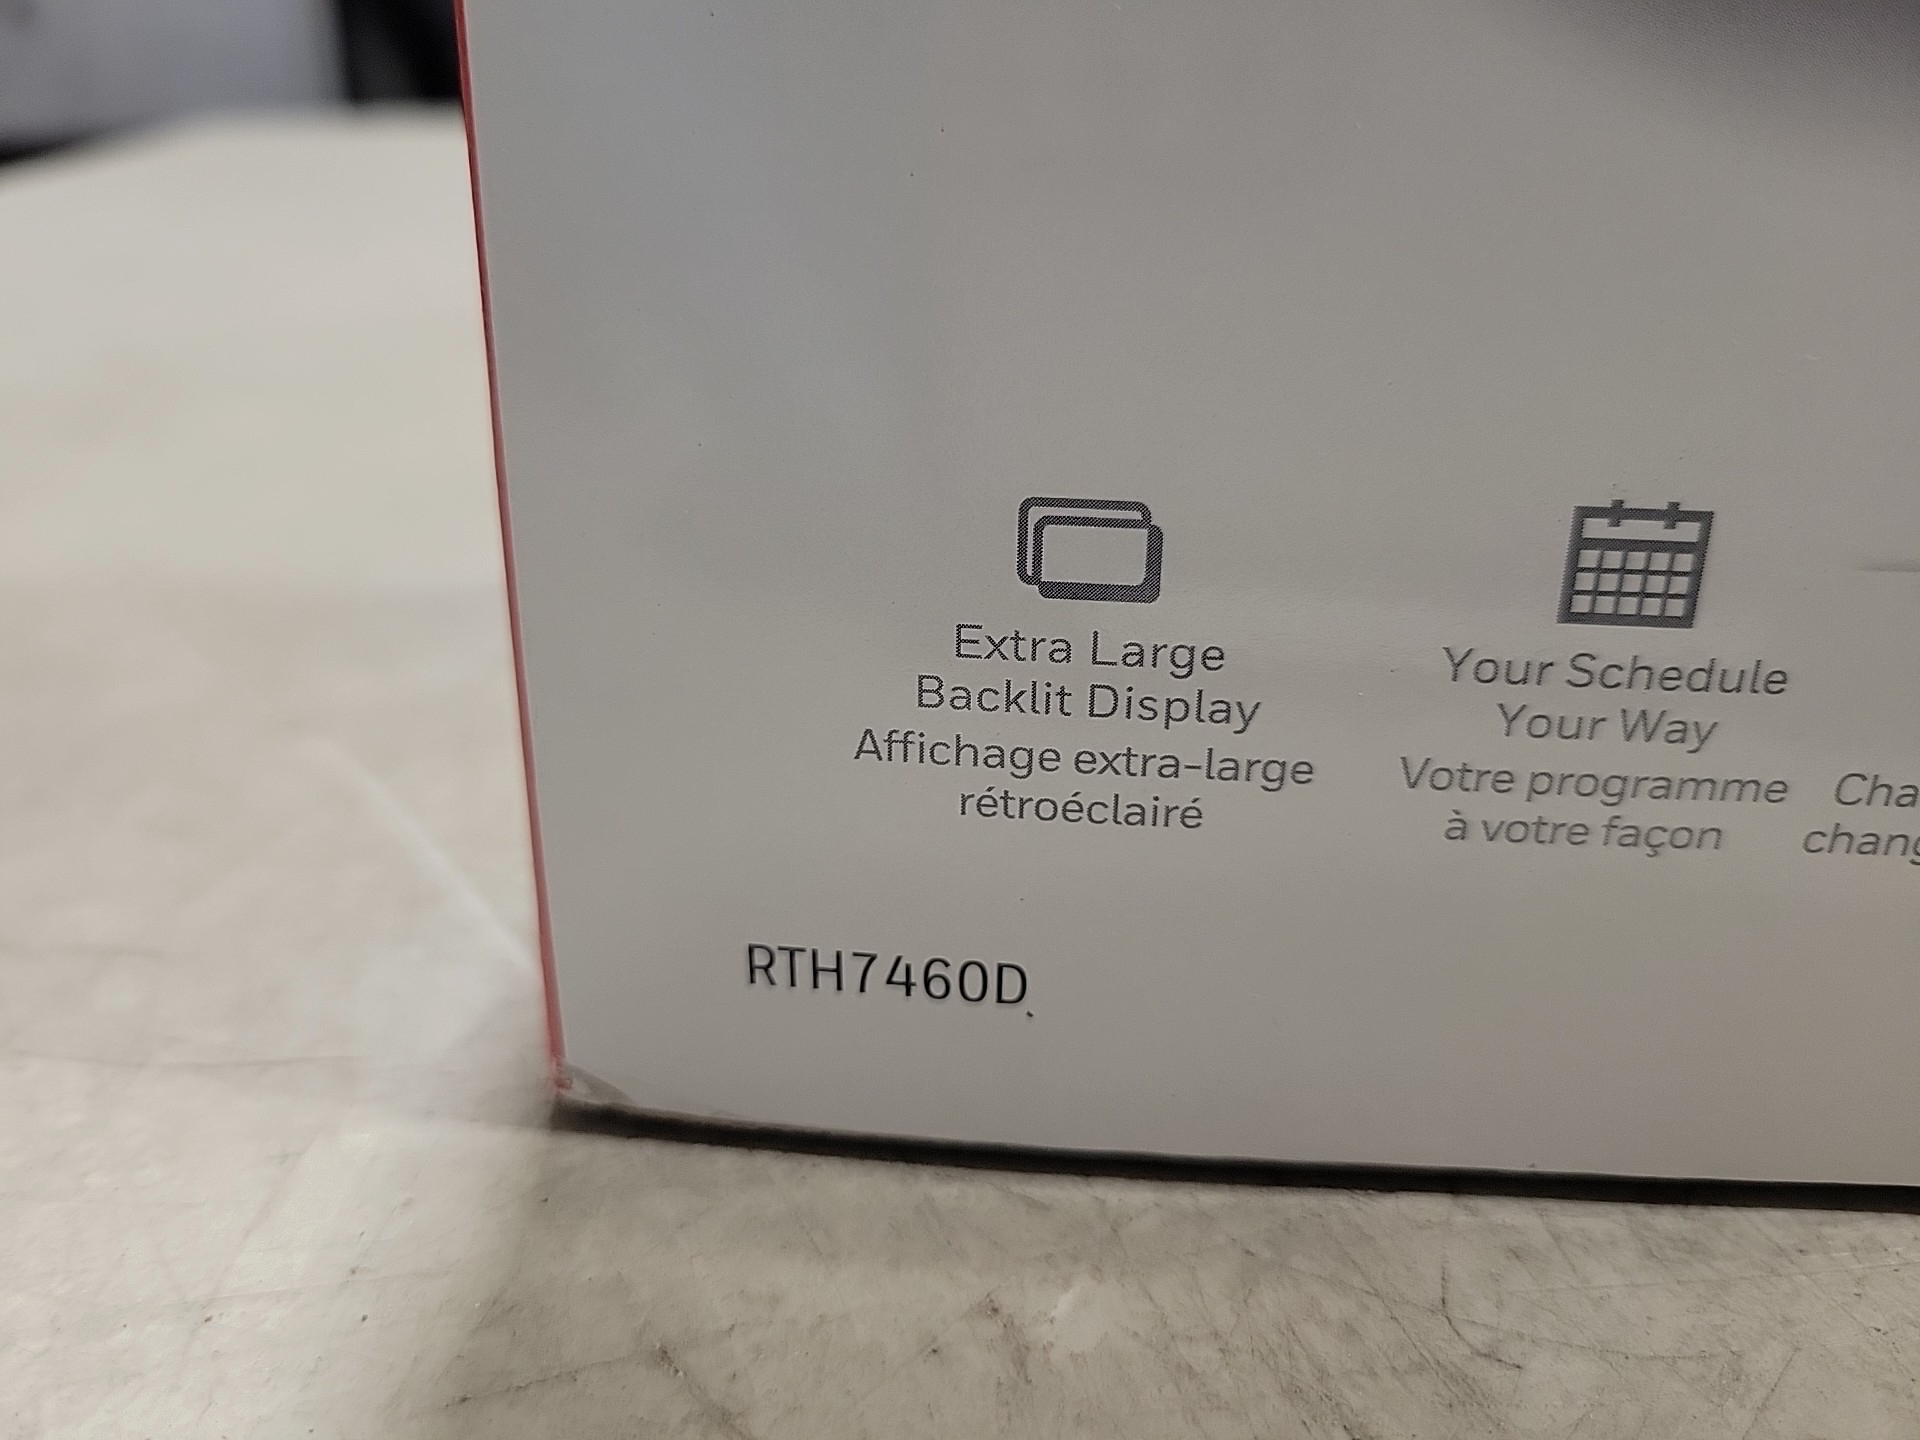 Extra Large
Backlit Display
Affichage extra-large
rétroéclairé
Your Schedule
Your Way
Votre programme
à votre façon
RTH7460D